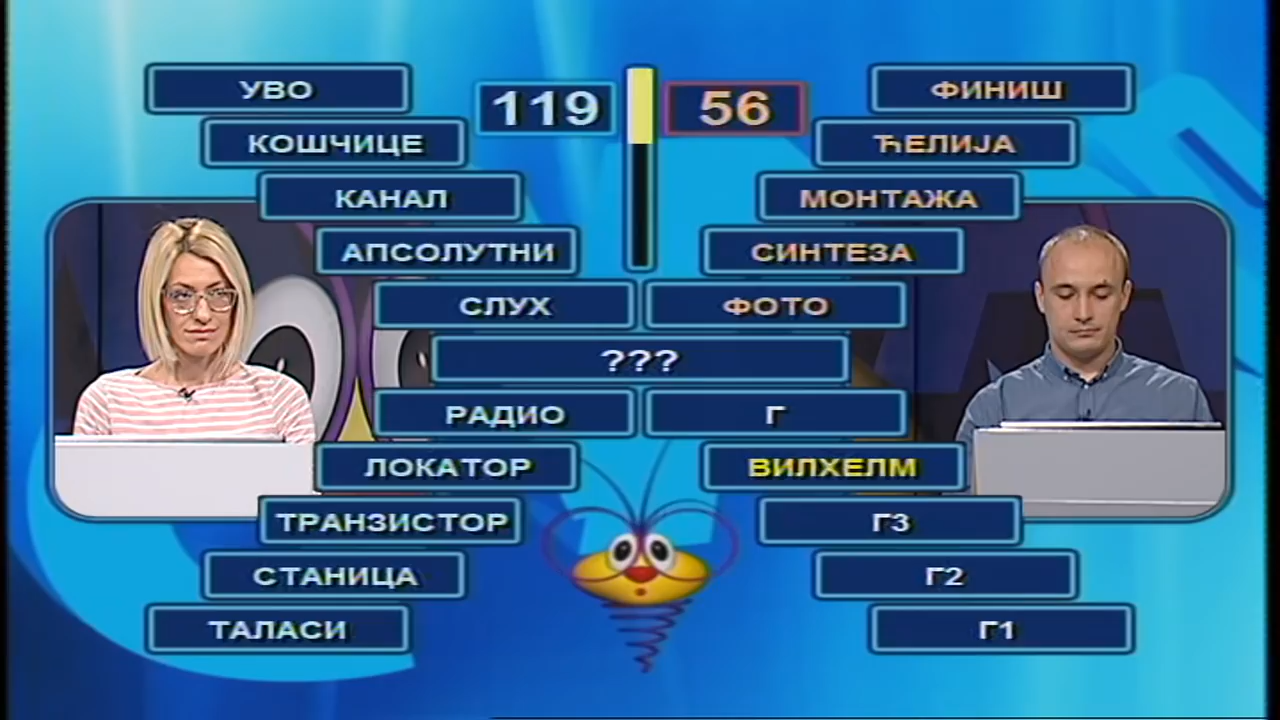 УВО
119
56
ФИНИШ
КОШЧИЦЕ
ЋЕЛИЈА
КАНАЛ
МОНТАЖА
АПСОЛУТНИ
СИНТЕЗА
СЛУХ
ФОТО
???
РАДИО
Г
ЛОКАТОР
ВИЛХЕЛМ
ТРАНЗИСТОР
Г3
СТАНИЦА
Г2
ТАЛАСИ
Г1